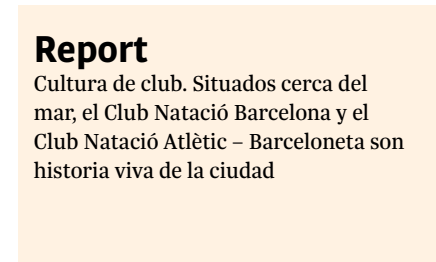 Report
Cultura de club. Situados cerca del
mar, el Club Natació Barcelona y el
Club Natació Atlètic – Barceloneta son
historia viva de la ciudad